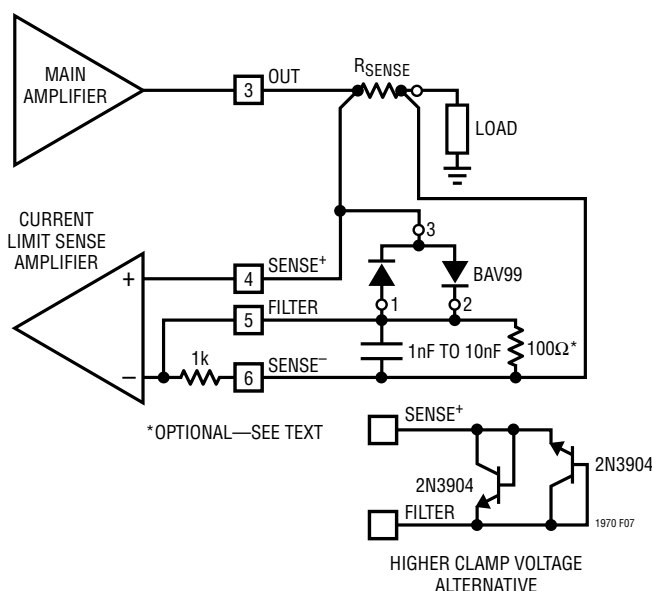 MAIN
AMPLIFIER
3
OUT
RSENSE
LOAD
CURRENT
LIMIT SENSE
AMPLIFIER
+
–
4
SENSE+
5
FILTER
1k
6
SENSE–
3
BAV99
1
2
1nF TO 10nF
100Ω*
*OPTIONAL—SEE TEXT
SENSE+
2N3904
2N3904
FILTER
1970 F07
HIGHER CLAMP VOLTAGE
ALTERNATIVE